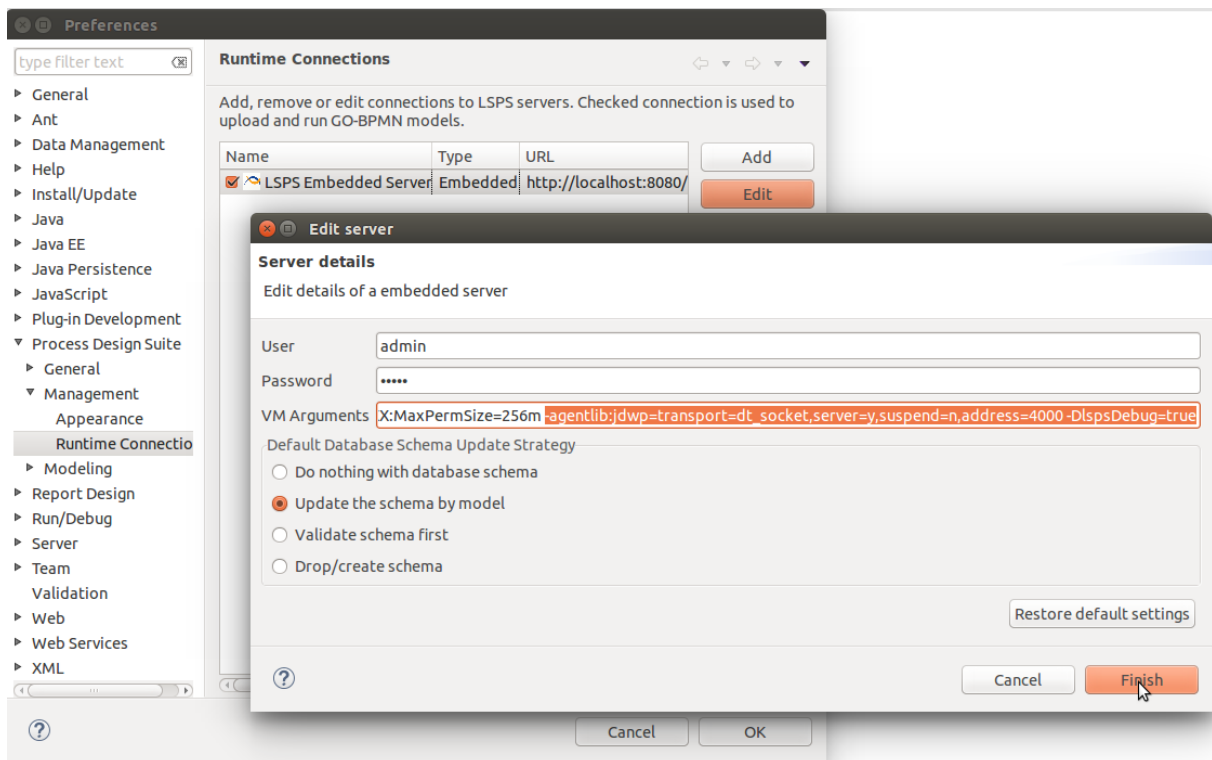 Preferences
type filter text
General
Ant
Data Management
Help
Install/Update
Java
Java EE
Java Persistence
JavaScript
Plug-in Development
Process Design Suite
General
Management
Appearance
Runtime Connectio
Modeling
Report Design
Run/Debug
Server
Team
Validation
Web
Web Services
XML
Runtime Connections
Add, remove or edit connections to LSPS servers. Checked connection is used to
upload and run GO-BPMN models.
Name Type URL
LSPS Embedded Server Embedded http://localhost:8080/
Add
Edit
Edit server
Server details
Edit details of a embedded server
User admin
Password •••••
VM Arguments X:MaxPermSize=256m -agentlib:jdwp=transport=dt_socket,server=y,suspend=n,address=4000 -DlspsDebug=true
Default Database Schema Update Strategy
Do nothing with database schema
Update the schema by model
Validate schema first
Drop/create schema
Restore default settings
? Cancel Finish
? Cancel OK